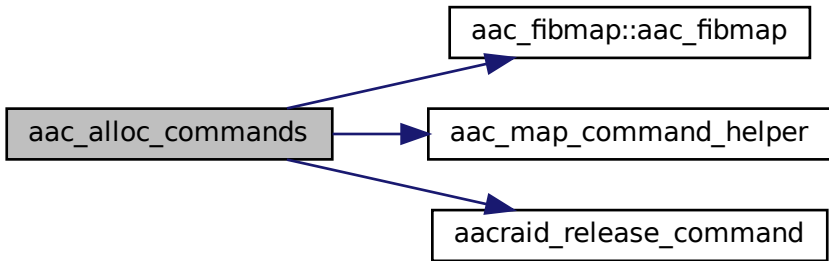 aac_fibmap::aac_fibmap
aac_alloc_commands
aac_map_command_helper
aacraid_release_command